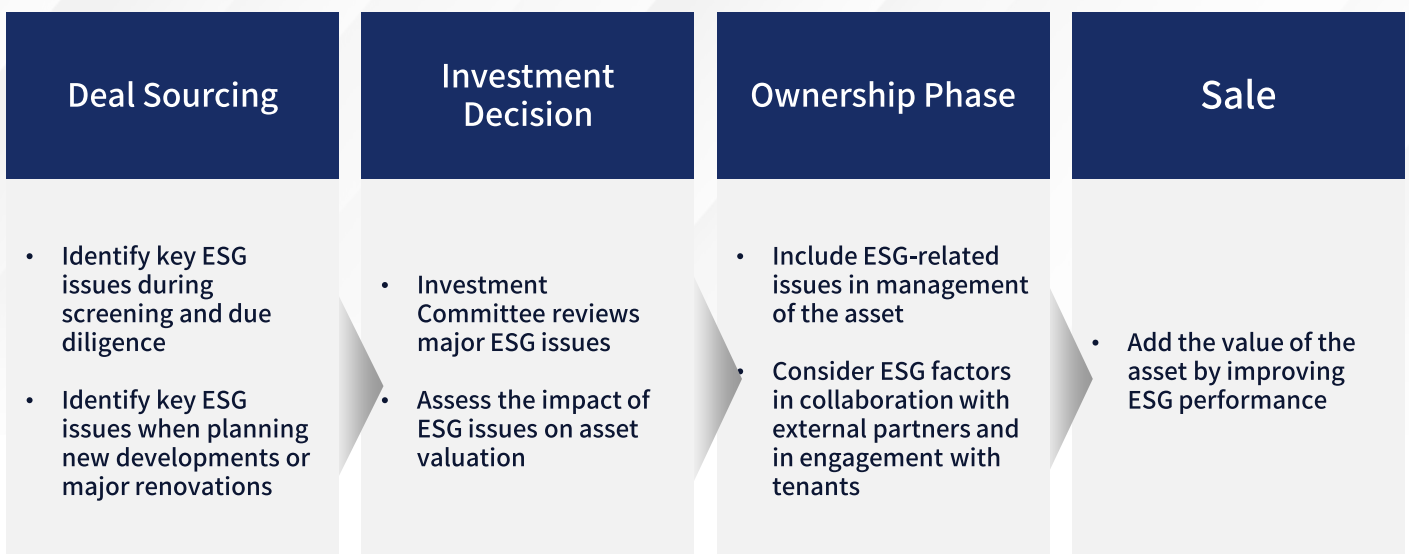 Deal Sourcing
• Identify key ESG
issues during
screening and due
diligence
• Identify key ESG
issues when planning
new developments or
major renovations
Investment
Decision
• Investment
Committee reviews
major ESG issues
• Assess the impact of
ESG issues on asset
valuation
Ownership Phase
• Include ESG-related
issues in management
of the asset
• Consider ESG factors
in collaboration with
external partners and
in engagement with
tenants
Sale
• Add the value of the
asset by improving
ESG performance